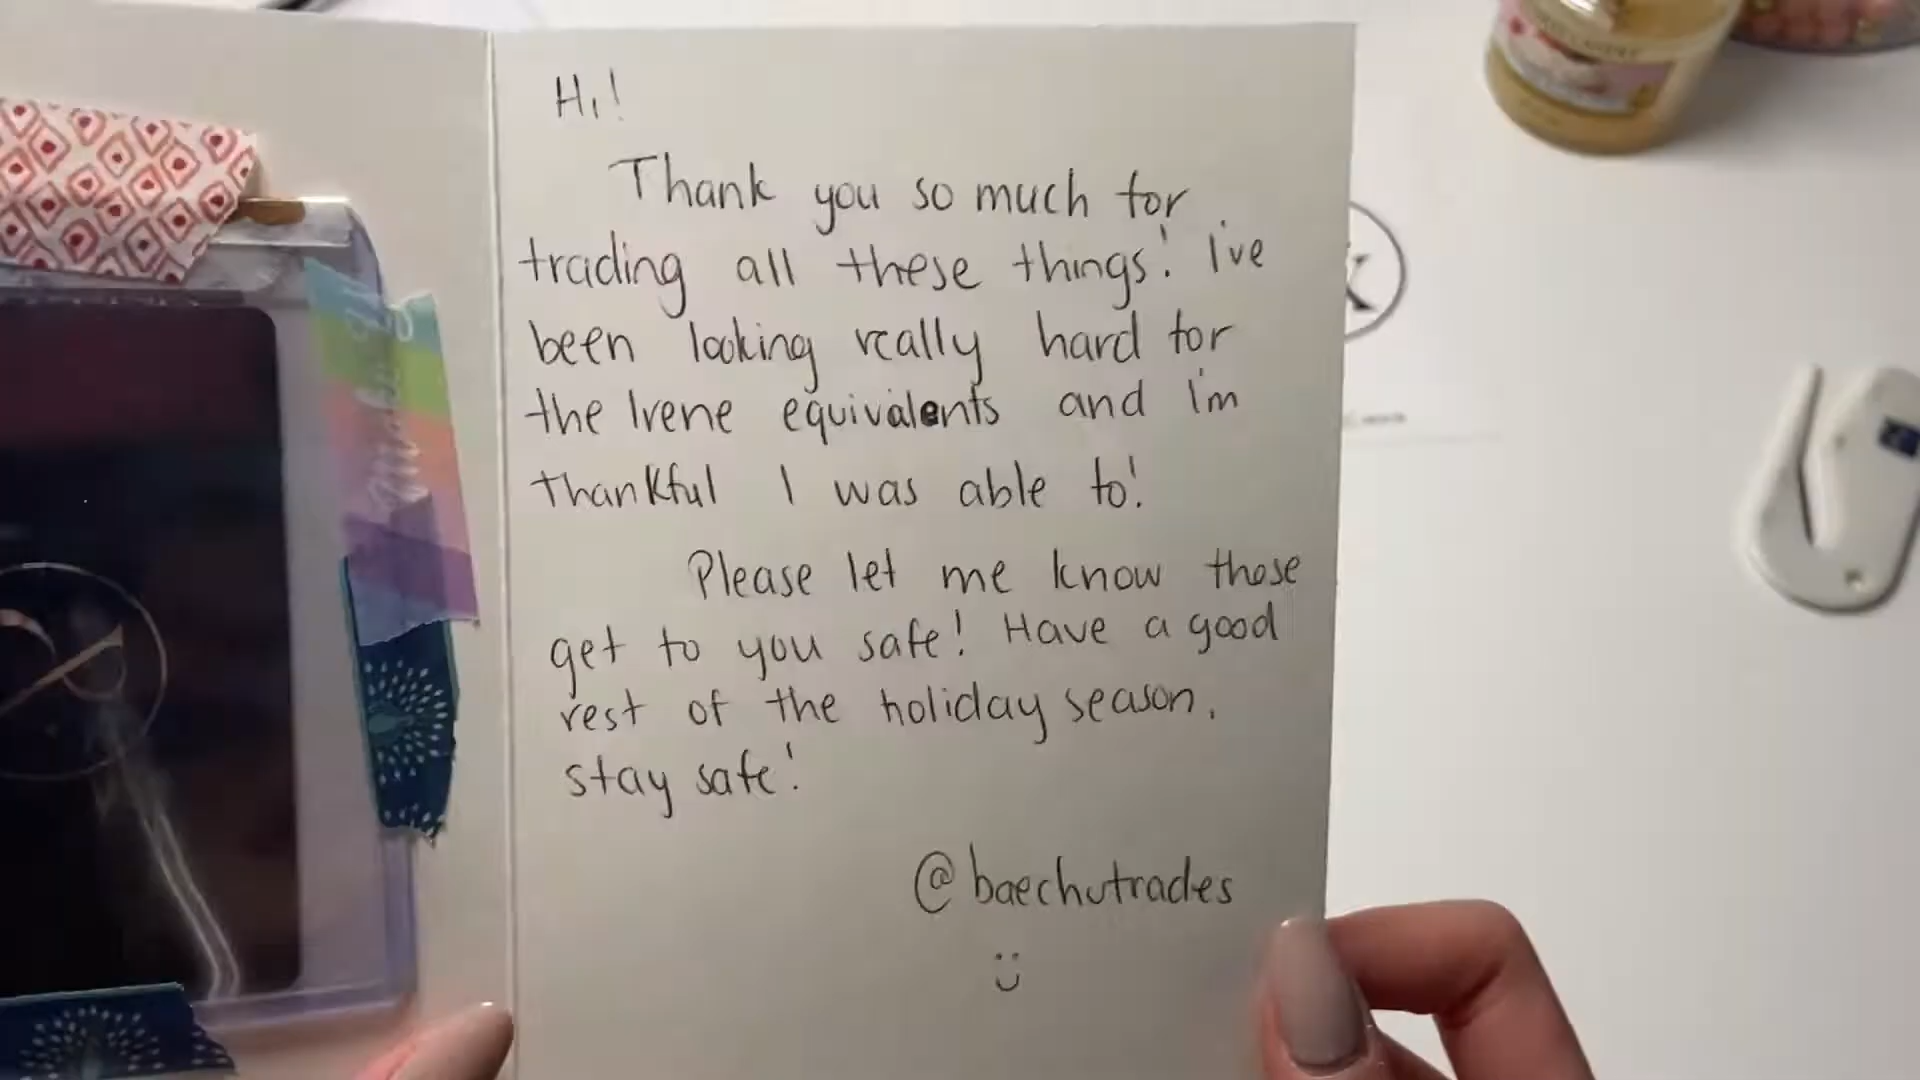 Hi!
Thank you so much for
trading all these things! I've
been looking really hard for
the Irene equivalents and I'm
thankful I was able to!
Please let me know these
get to you safe! Have a good
rest of the holiday season.
stay safe!
@baechutrades